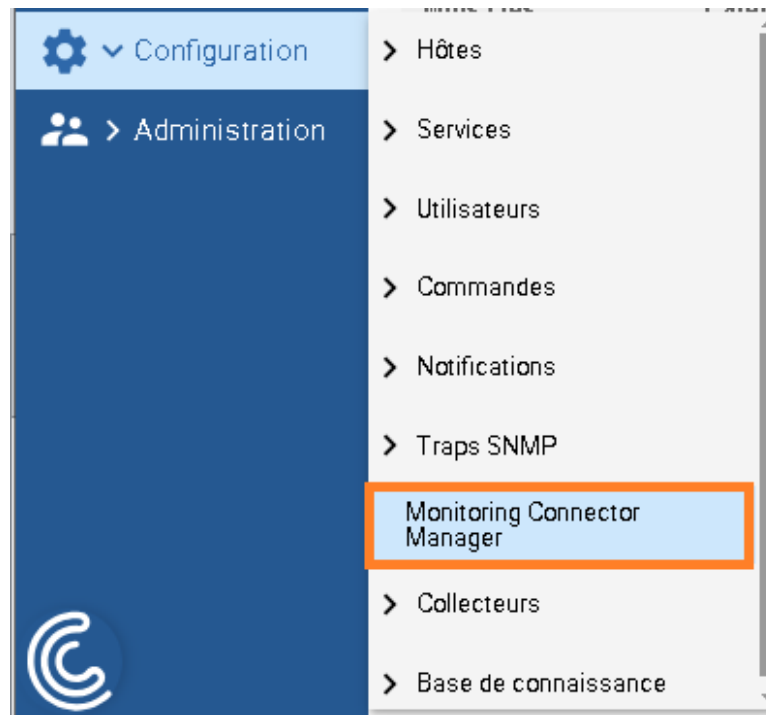 Configuration
Administration
Hôtes
Services
Utilisateurs
Commandes
Notifications
Traps SNMP
Monitoring Connector
Manager
Collecteurs
Base de connaissance